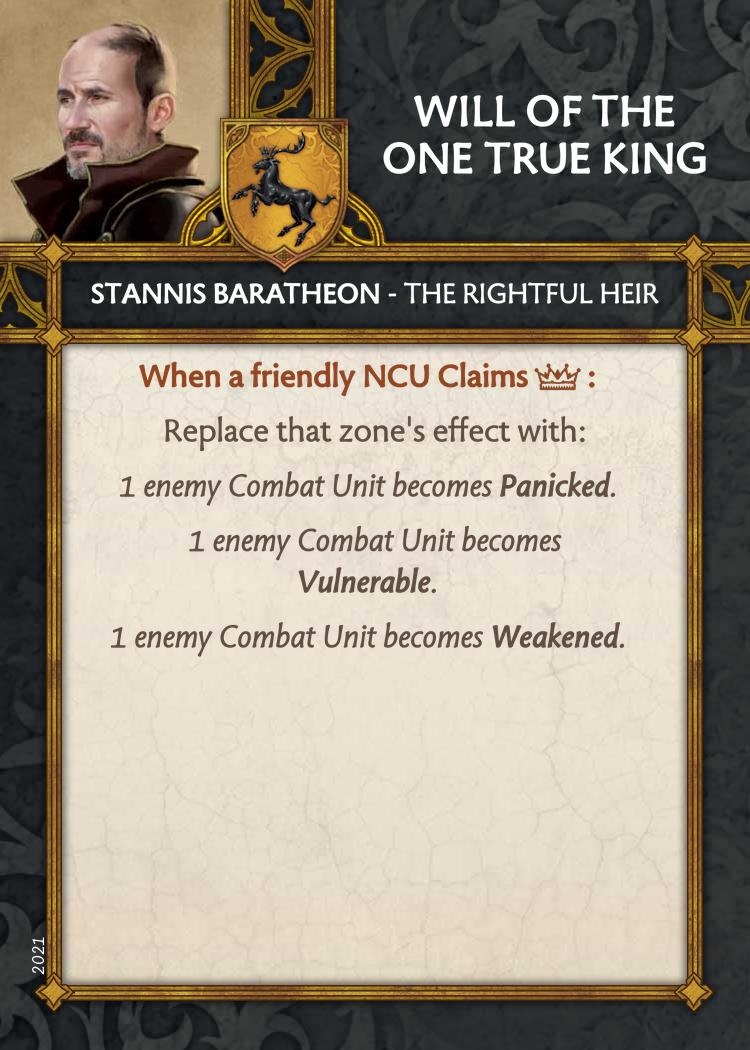 WILL OF THE
ONE TRUE KING
STANNIS BARATHEON - THE RIGHTFUL HEIR
When a friendly NCU Claims :
Replace that zone's effect with:
1 enemy Combat Unit becomes Panicked.
1 enemy Combat Unit becomes
Vulnerable.
1 enemy Combat Unit becomes Weakened.
2021